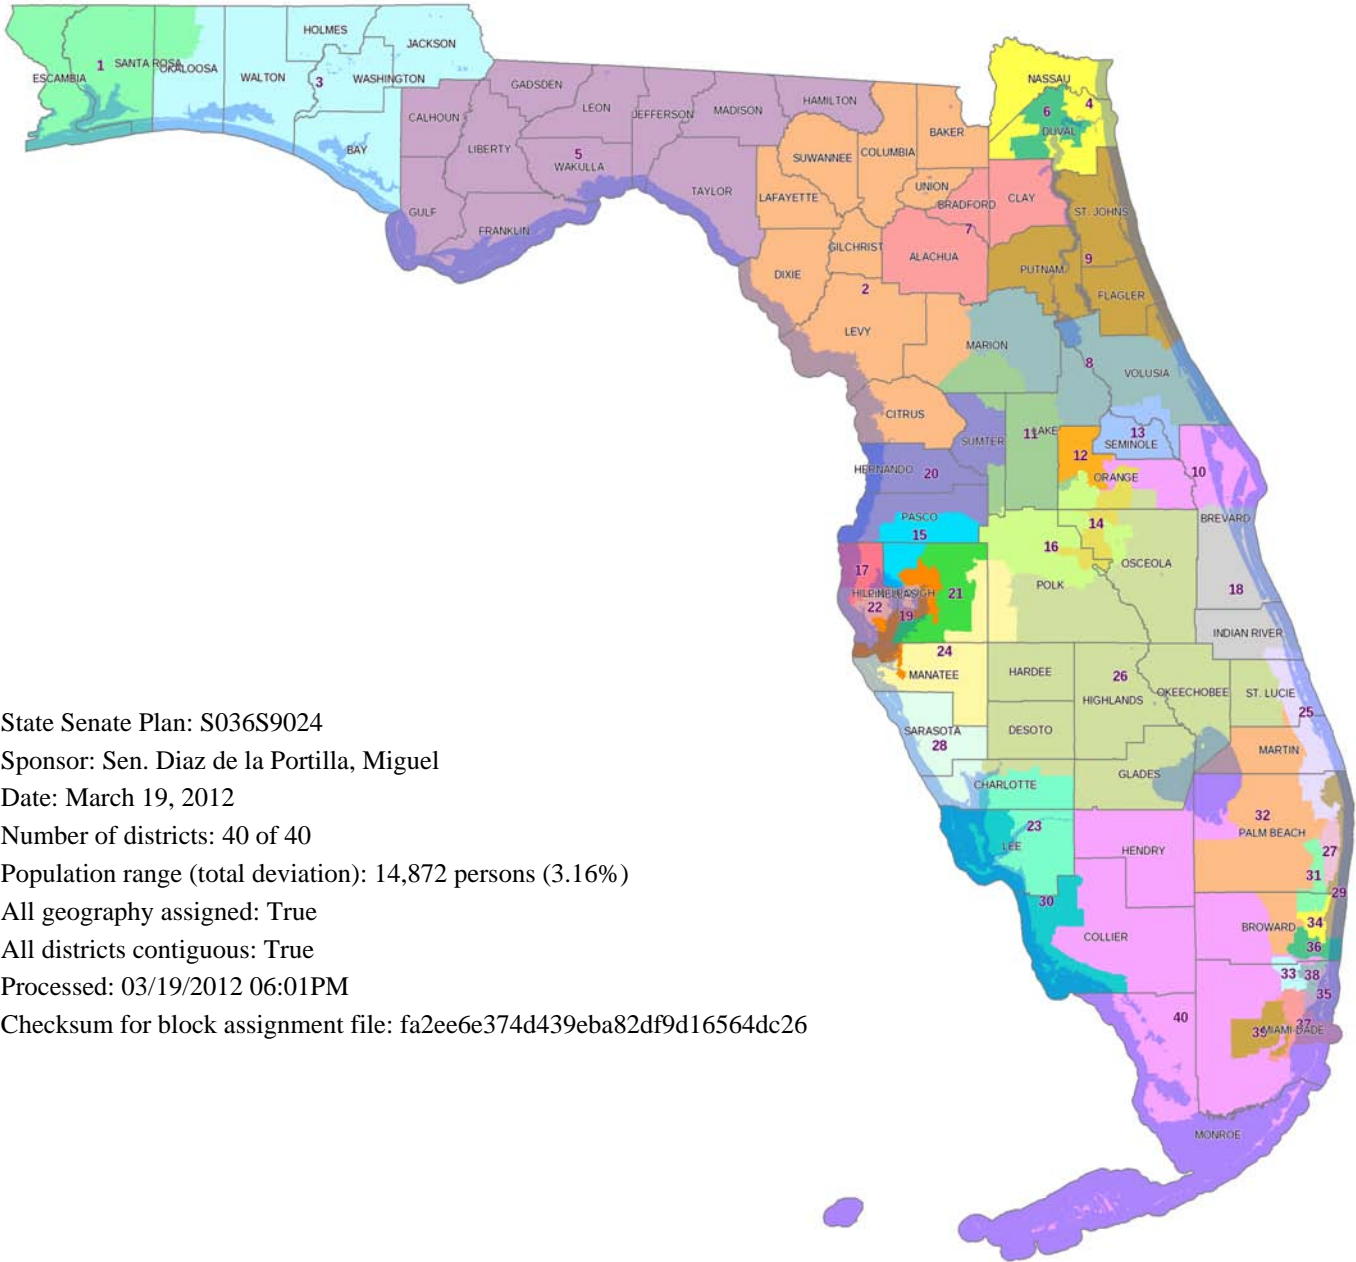 HOLMES
JACKSON
1
SANTA ROSA
ESCAMBIA
OKALOOSA
WALTON
3
WASHINGTON
BAY
GADSDEN
LEON
JEFFERSON
MADISON
HAMILTON
CALHOUN
LIBERTY
5
WAKULLA
TAYLOR
GULF
FRANKLIN
NASSAU
4
6
DUVAL
BAKER
COLUMBIA
SUWANNEE
LAFAYETTE
UNION
BRADFORD
CLAY
7
ST. JOHNS
GILCHRIST
ALACHUA
DIXIE
PUTNAM
9
FLAGLER
2
LEVY
MARION
8
VOLUSIA
CITRUS
SUMTER
11
LAKE
12
13
SEMINOLE
HERNANDO
20
ORANGE
10
PASCO
15
14
BREVARD
16
OSCEOLA
17
POLK
21
18
22
19
INDIAN RIVER
24
MANATEE
HARDEE
26
HIGHLANDS
OKEECHOBEE
ST. LUCIE
25
SARASOTA
28
DESOTO
MARTIN
GLADES
CHARLOTTE
23
LEE
HENDRY
32
PALM BEACH
27
31
29
30
COLLIER
BROWARD
34
36
33
38
35
40
39
37
MIAMI-DADE
MONROE
State Senate Plan: S036S9024
Sponsor: Sen. Diaz de la Portilla, Miguel
Date: March 19, 2012
Number of districts: 40 of 40
Population range (total deviation): 14,872 persons (3.16%)
All geography assigned: True
All districts contiguous: True
Processed: 03/19/2012 06:01PM
Checksum for block assignment file: fa2ee6e374d439eba82df9d16564dc26